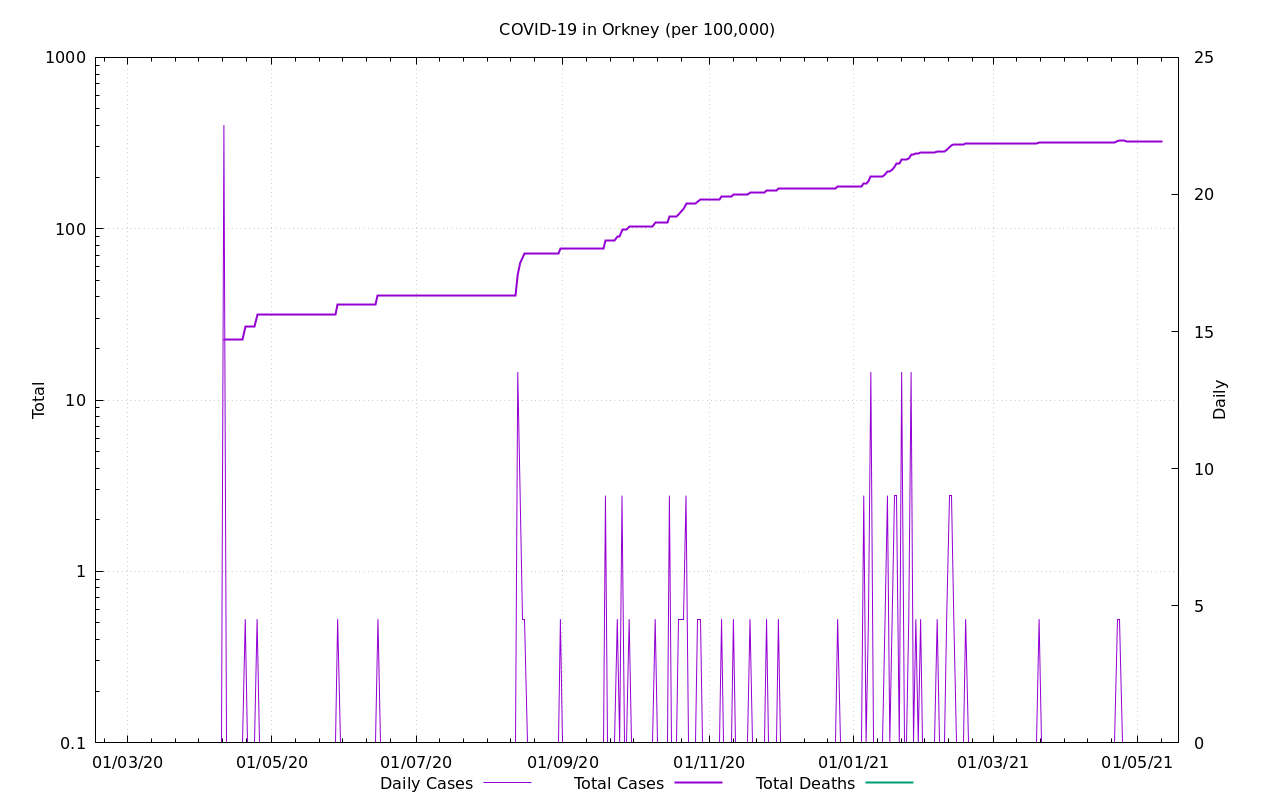 COVID-19 in Orkney (per 100,000)
1000
100
10
1
0.1
Total
25
20
15
10
5
0
Daily
01/03/20 01/05/20 01/07/20 01/09/20 01/11/20 01/01/21 01/03/21 01/05/21
Daily Cases Total Cases Total Deaths